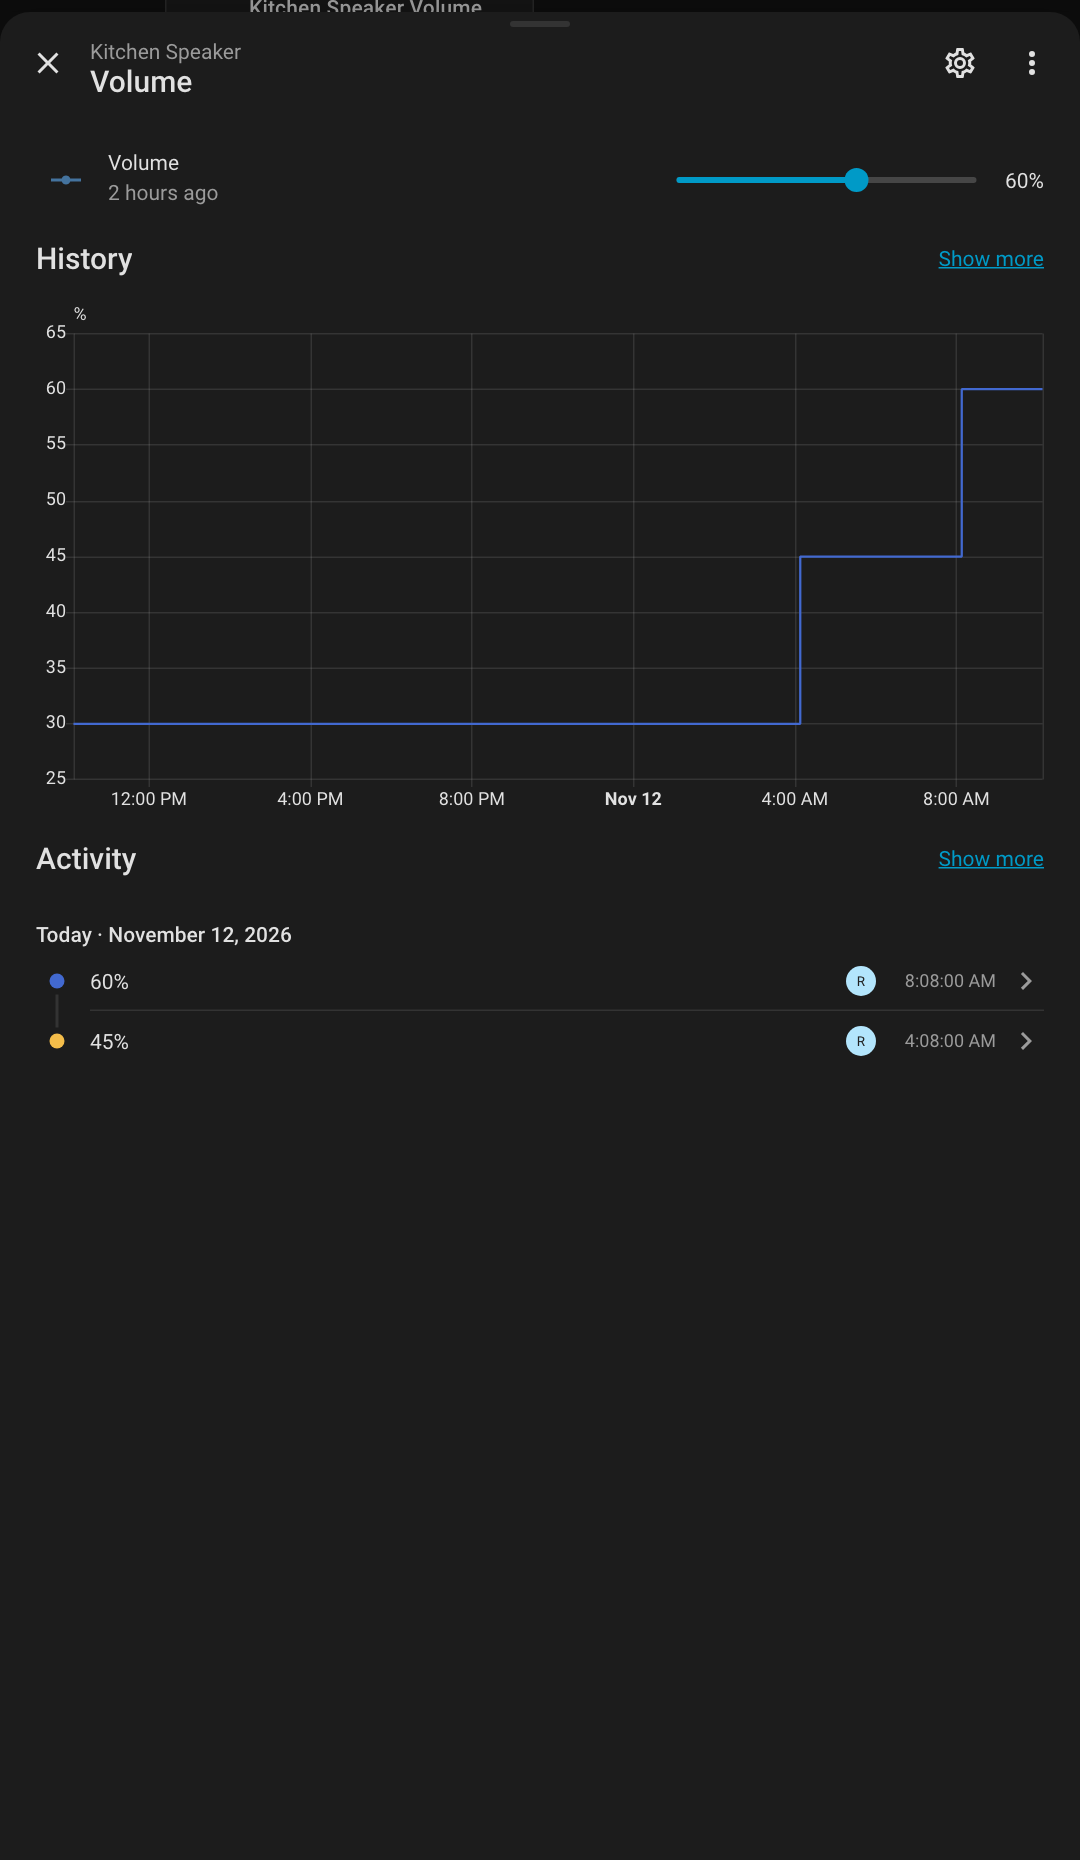 Kitchen Speaker Volume
Kitchen Speaker
Volume
Volume
2 hours ago
60%
History
Show more
%
65
60
55
50
45
40
35
30
25
12:00 PM
4:00 PM
8:00 PM
Nov 12
4:00 AM
8:00 AM
Activity
Show more
Today · November 12, 2026
60%
R
8:08:00 AM
45%
R
4:08:00 AM